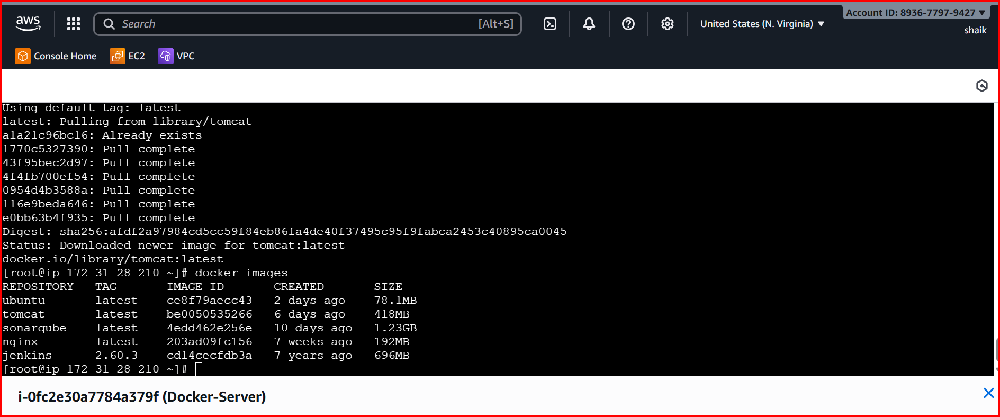 aws
Search [Alt+S]
United States (N. Virginia) ▼
Account ID: 8936-7797-9427 ▼
shaik
Console Home EC2 VPC
Using default tag: latest
latest: Pulling from library/tomcat
a1a21c96bc16: Already exists
1770c5327390: Pull complete
43f95bec2d97: Pull complete
4f4fb700ef54: Pull complete
0954d4b3588a: Pull complete
116e9beda646: Pull complete
e0bb63b4f935: Pull complete
Digest: sha256:afdf2a97984cd5cc59f84eb86fa4de40f37495c95f9fabca2453c40895ca0045
Status: Downloaded newer image for tomcat:latest
docker.io/library/tomcat:latest
[root@ip-172-31-28-210 ~]# docker images
REPOSITORY TAG IMAGE ID CREATED SIZE
ubuntu latest ce8f79aecc43 2 days ago 78.1MB
tomcat latest be0050535266 6 days ago 418MB
sonarqube latest 4edd462e256e 10 days ago 1.23GB
nginx latest 203ad09fc156 7 weeks ago 192MB
jenkins 2.60.3 cd14cecfdb3a 7 years ago 696MB
[root@ip-172-31-28-210 ~]#
i-0fc2e30a7784a379f (Docker-Server)